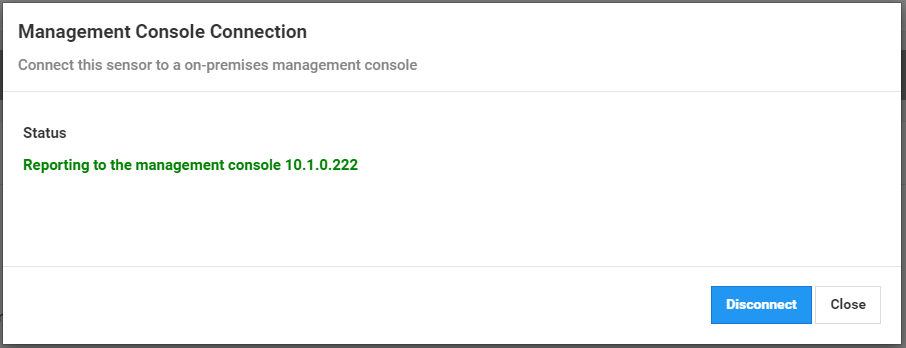 Management Console Connection
Connect this sensor to a on-premises management console
Status
Reporting to the management console 10.1.0.222
Disconnect Close